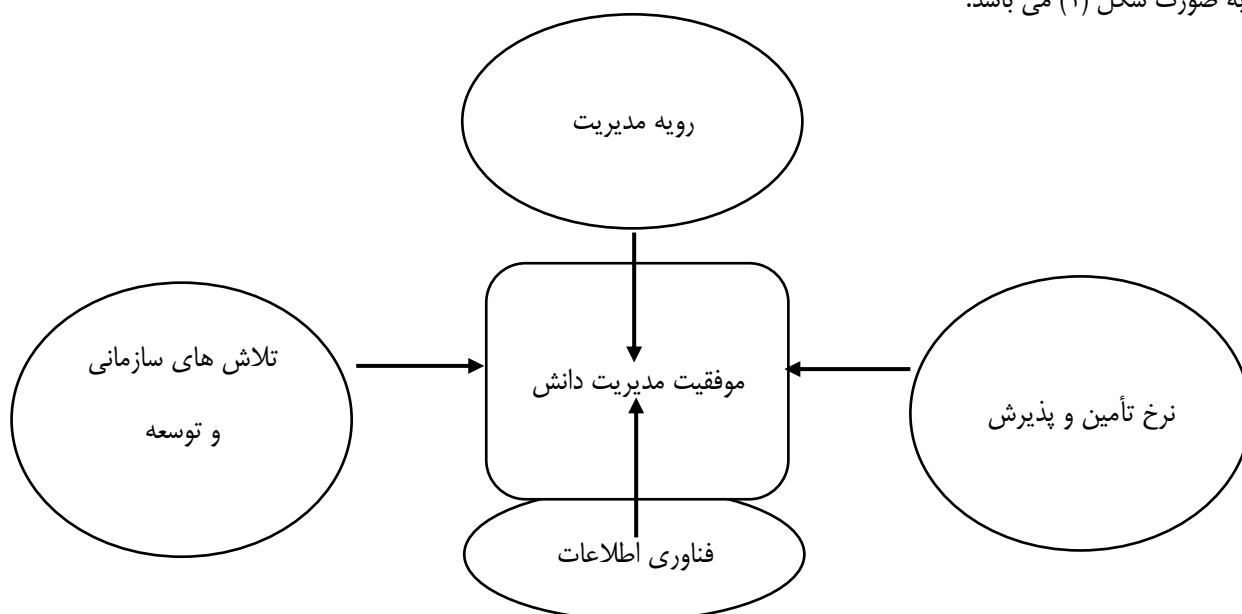 به صورت شکل (۱) می باشد.
رویه مدیریت
تلاش های سازمانی
و توسعه
موفقیت مدیریت دانش
نرخ تأمین و پذیرش
فناوری اطلاعات